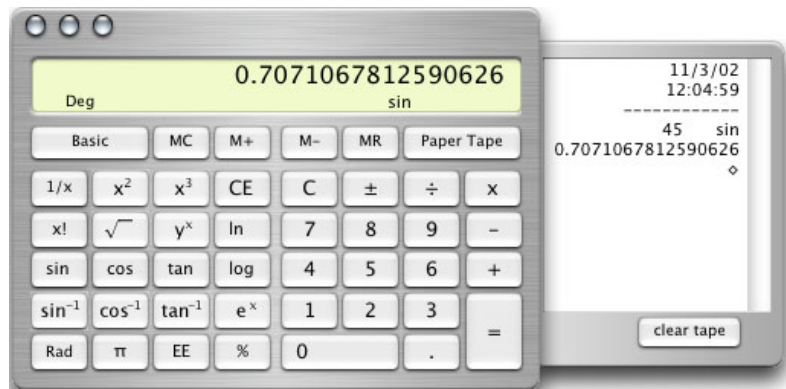 0.7071067812590626
Deg sin
Basic MC M+ M- MR Paper Tape
1/x x² x³ CE C ± ÷ x
x! √ yˣ ln 7 8 9 –
sin cos tan log 4 5 6 +
sin⁻¹ cos⁻¹ tan⁻¹ eˣ 1 2 3 =
Rad π EE % 0 .
11/3/02
12:04:59
------------
45 sin
0.7071067812590626
◇
clear tape